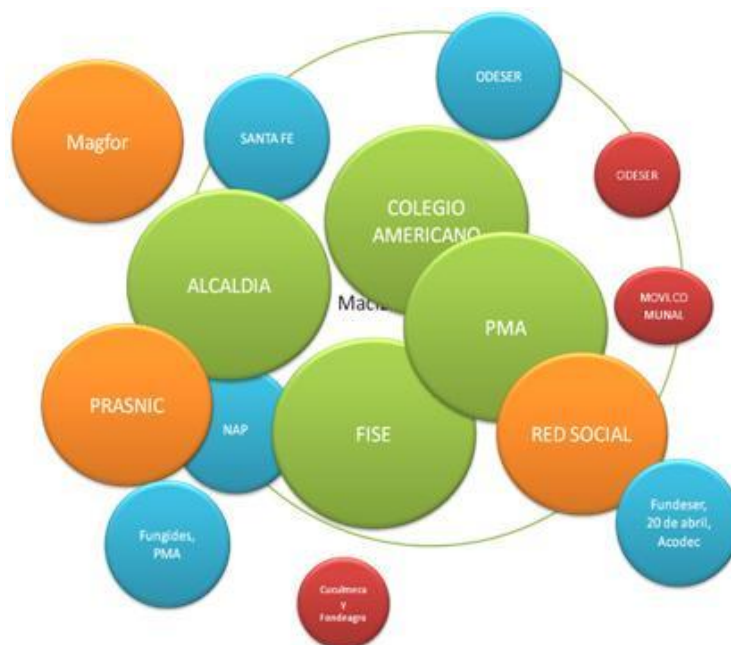 ODESER
SANTA FE
Magfor
ODESER
COLEGIO
AMERICANO
ALCALDIA
MOVI.CO
MUNAL
PMA
PRASNIC
NAP
FISE
RED SOCIAL
Fundeser,
20 de abril,
Acodec
Fungides,
PMA
Cuculmeca
Y
Fondeagro